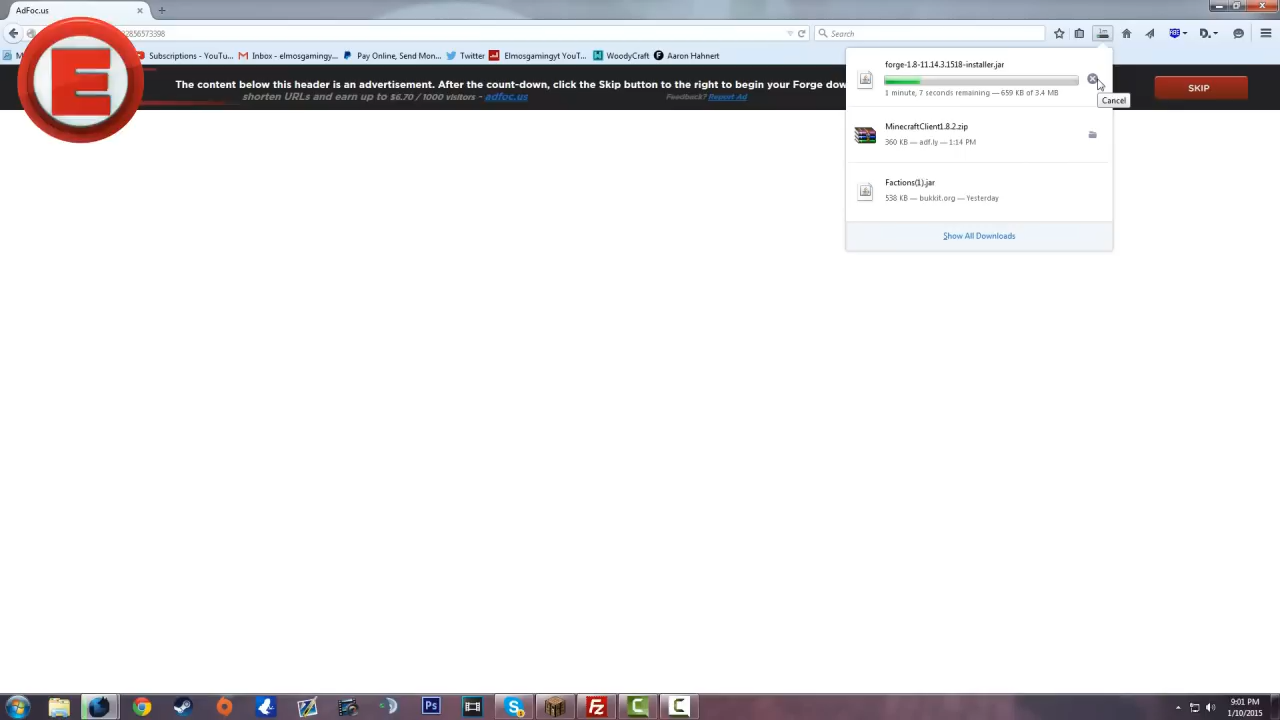 AdFoc.us
2856573398
Search
Subscriptions - YouTu...
Inbox - elmosgamingy...
Pay Online, Send Mon...
Twitter
Elmosgamingyt YouT...
WoodyCraft
Aaron Hahnert
E
The content below this header is an advertisement. After the count-down, click the Skip button to the right to begin your Forge dow
shorten URLs and earn up to $6.70 / 1000 visitors - adfoc.us
Feedback? Report Ad
SKIP
forge-1.8-11.14.3.1518-installer.jar
1 minute, 7 seconds remaining — 659 KB of 3.4 MB
Cancel
MinecraftClient1.8.2.zip
360 KB — adf.ly — 1:14 PM
Factions(1).jar
538 KB — bukkit.org — Yesterday
Show All Downloads
Ps
9:01 PM
1/10/2015